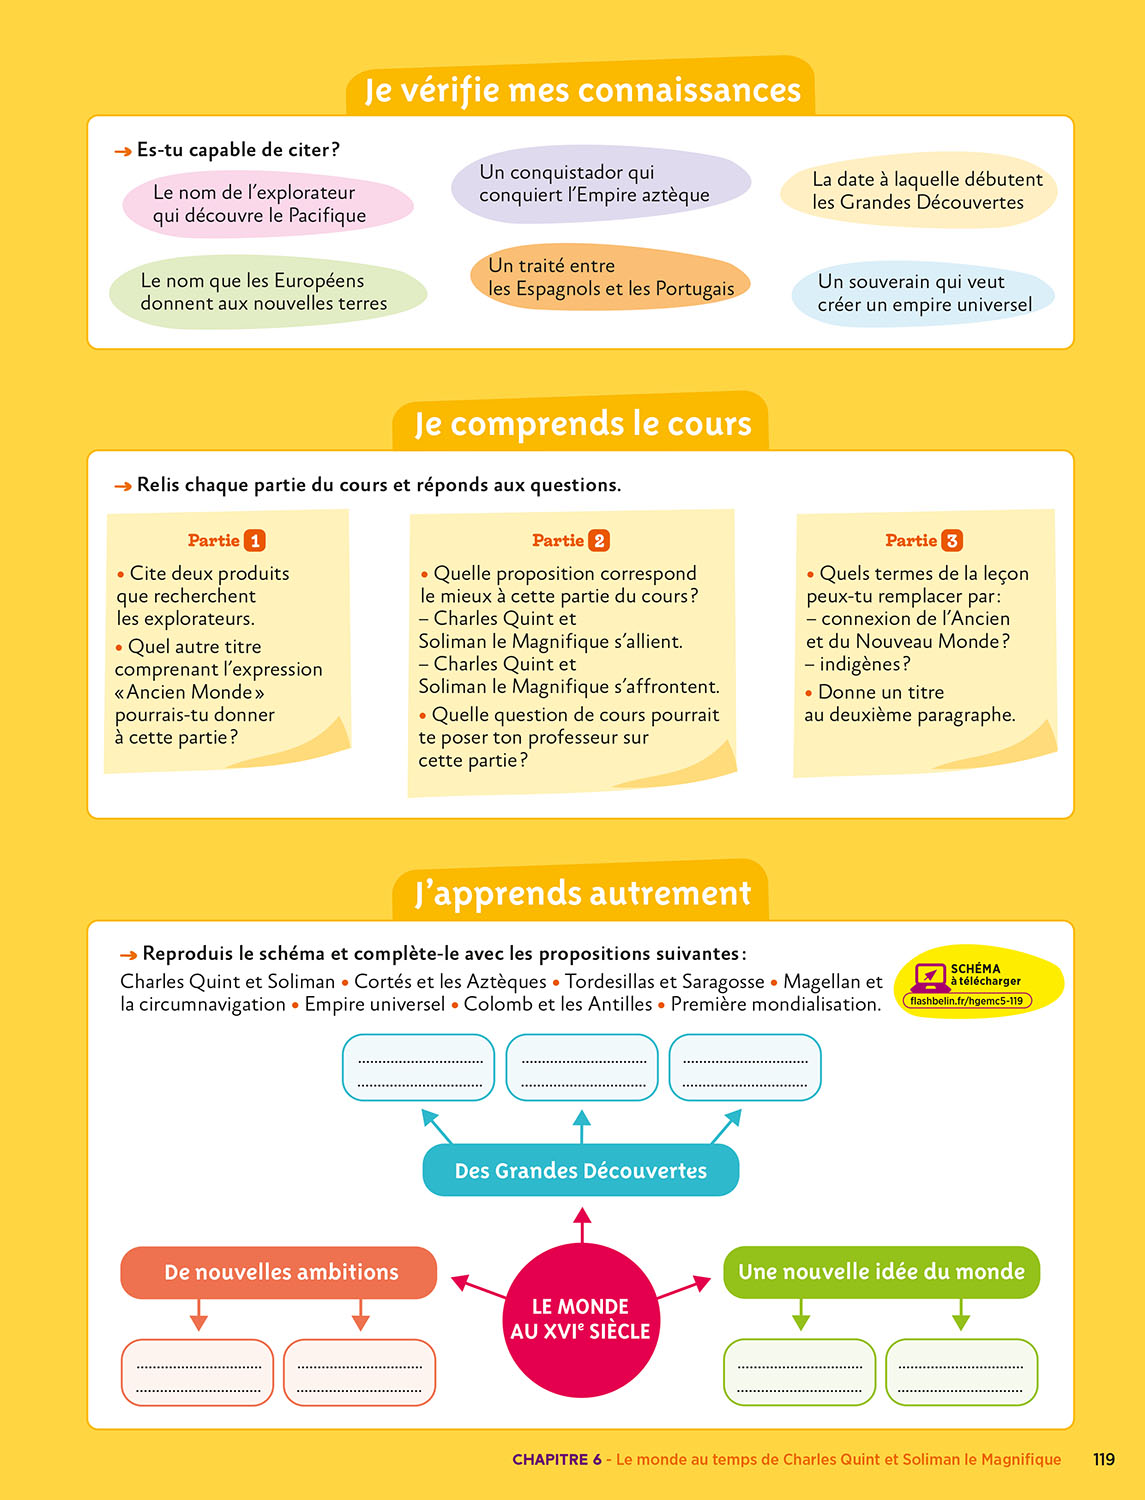 Je vérifie mes connaissances
→ Es-tu capable de citer ?
Le nom de l'explorateur
qui découvre le Pacifique
Un conquistador qui
conquiert l'Empire aztèque
La date à laquelle débutent
les Grandes Découvertes
Le nom que les Européens
donnent aux nouvelles terres
Un traité entre
les Espagnols et les Portugais
Un souverain qui veut
créer un empire universel
Je comprends le cours
→ Relis chaque partie du cours et réponds aux questions.
Partie 1
• Cite deux produits
que recherchent
les explorateurs.
• Quel autre titre
comprenant l'expression
« Ancien Monde »
pourrais-tu donner
à cette partie ?
Partie 2
• Quelle proposition correspond
le mieux à cette partie du cours ?
– Charles Quint et
Soliman le Magnifique s'allient.
– Charles Quint et
Soliman le Magnifique s'affrontent.
• Quelle question de cours pourrait
te poser ton professeur sur
cette partie ?
Partie 3
• Quels termes de la leçon
peux-tu remplacer par :
– connexion de l'Ancien
et du Nouveau Monde ?
– indigènes ?
• Donne un titre
au deuxième paragraphe.
J'apprends autrement
→ Reproduis le schéma et complète-le avec les propositions suivantes :
Charles Quint et Soliman • Cortés et les Aztèques • Tordesillas et Saragosse • Magellan et
la circumnavigation • Empire universel • Colomb et les Antilles • Première mondialisation.
SCHÉMA
à télécharger
flashbelin.fr/hgemc5-119
Des Grandes Découvertes
De nouvelles ambitions
Une nouvelle idée du monde
LE MONDE
AU XVIe SIÈCLE
CHAPITRE 6 - Le monde au temps de Charles Quint et Soliman le Magnifique 119